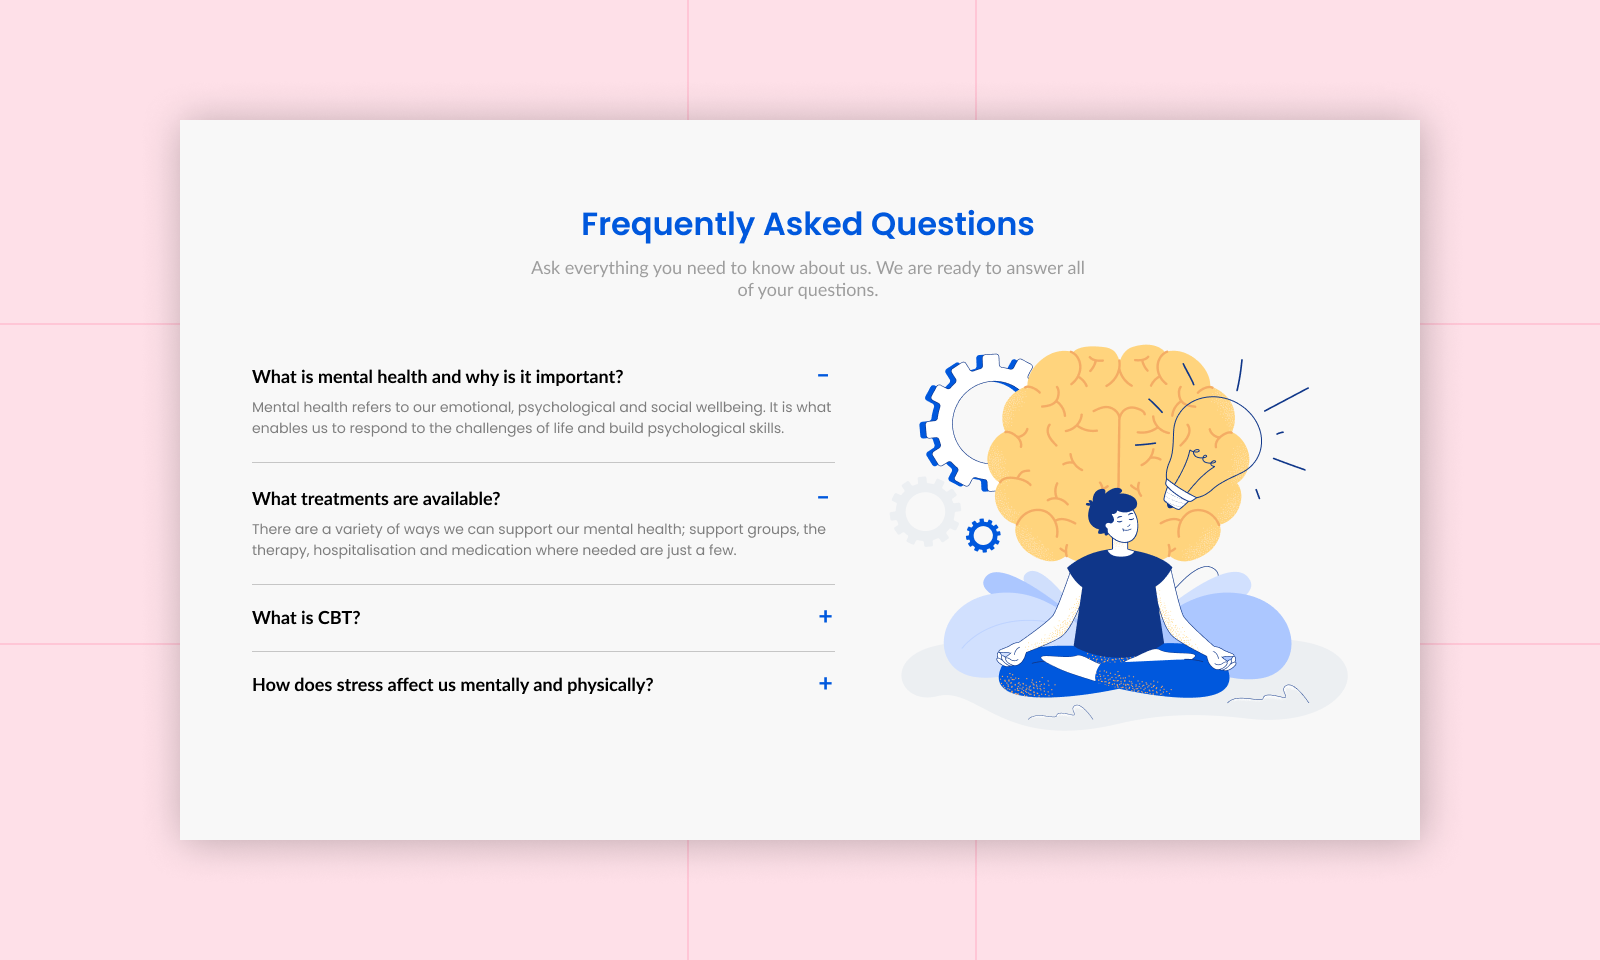 Frequently Asked Questions
Ask everything you need to know about us. We are ready to answer all
of your questions.
What is mental health and why is it important?
Mental health refers to our emotional, psychological and social wellbeing. It is what
enables us to respond to the challenges of life and build psychological skills.
What treatments are available?
There are a variety of ways we can support our mental health; support groups, the
therapy, hospitalisation and medication where needed are just a few.
What is CBT?
How does stress affect us mentally and physically?